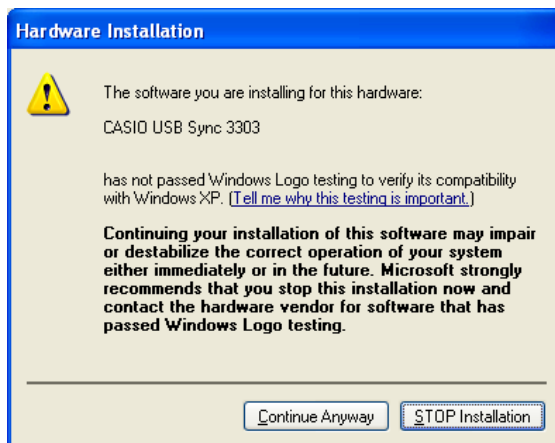 Hardware Installation
The software you are installing for this hardware:
CASIO USB Sync 3303
has not passed Windows Logo testing to verify its compatibility
with Windows XP. (Tell me why this testing is important.)
Continuing your installation of this software may impair
or destabilize the correct operation of your system
either immediately or in the future. Microsoft strongly
recommends that you stop this installation now and
contact the hardware vendor for software that has
passed Windows Logo testing.
Continue Anyway
STOP Installation